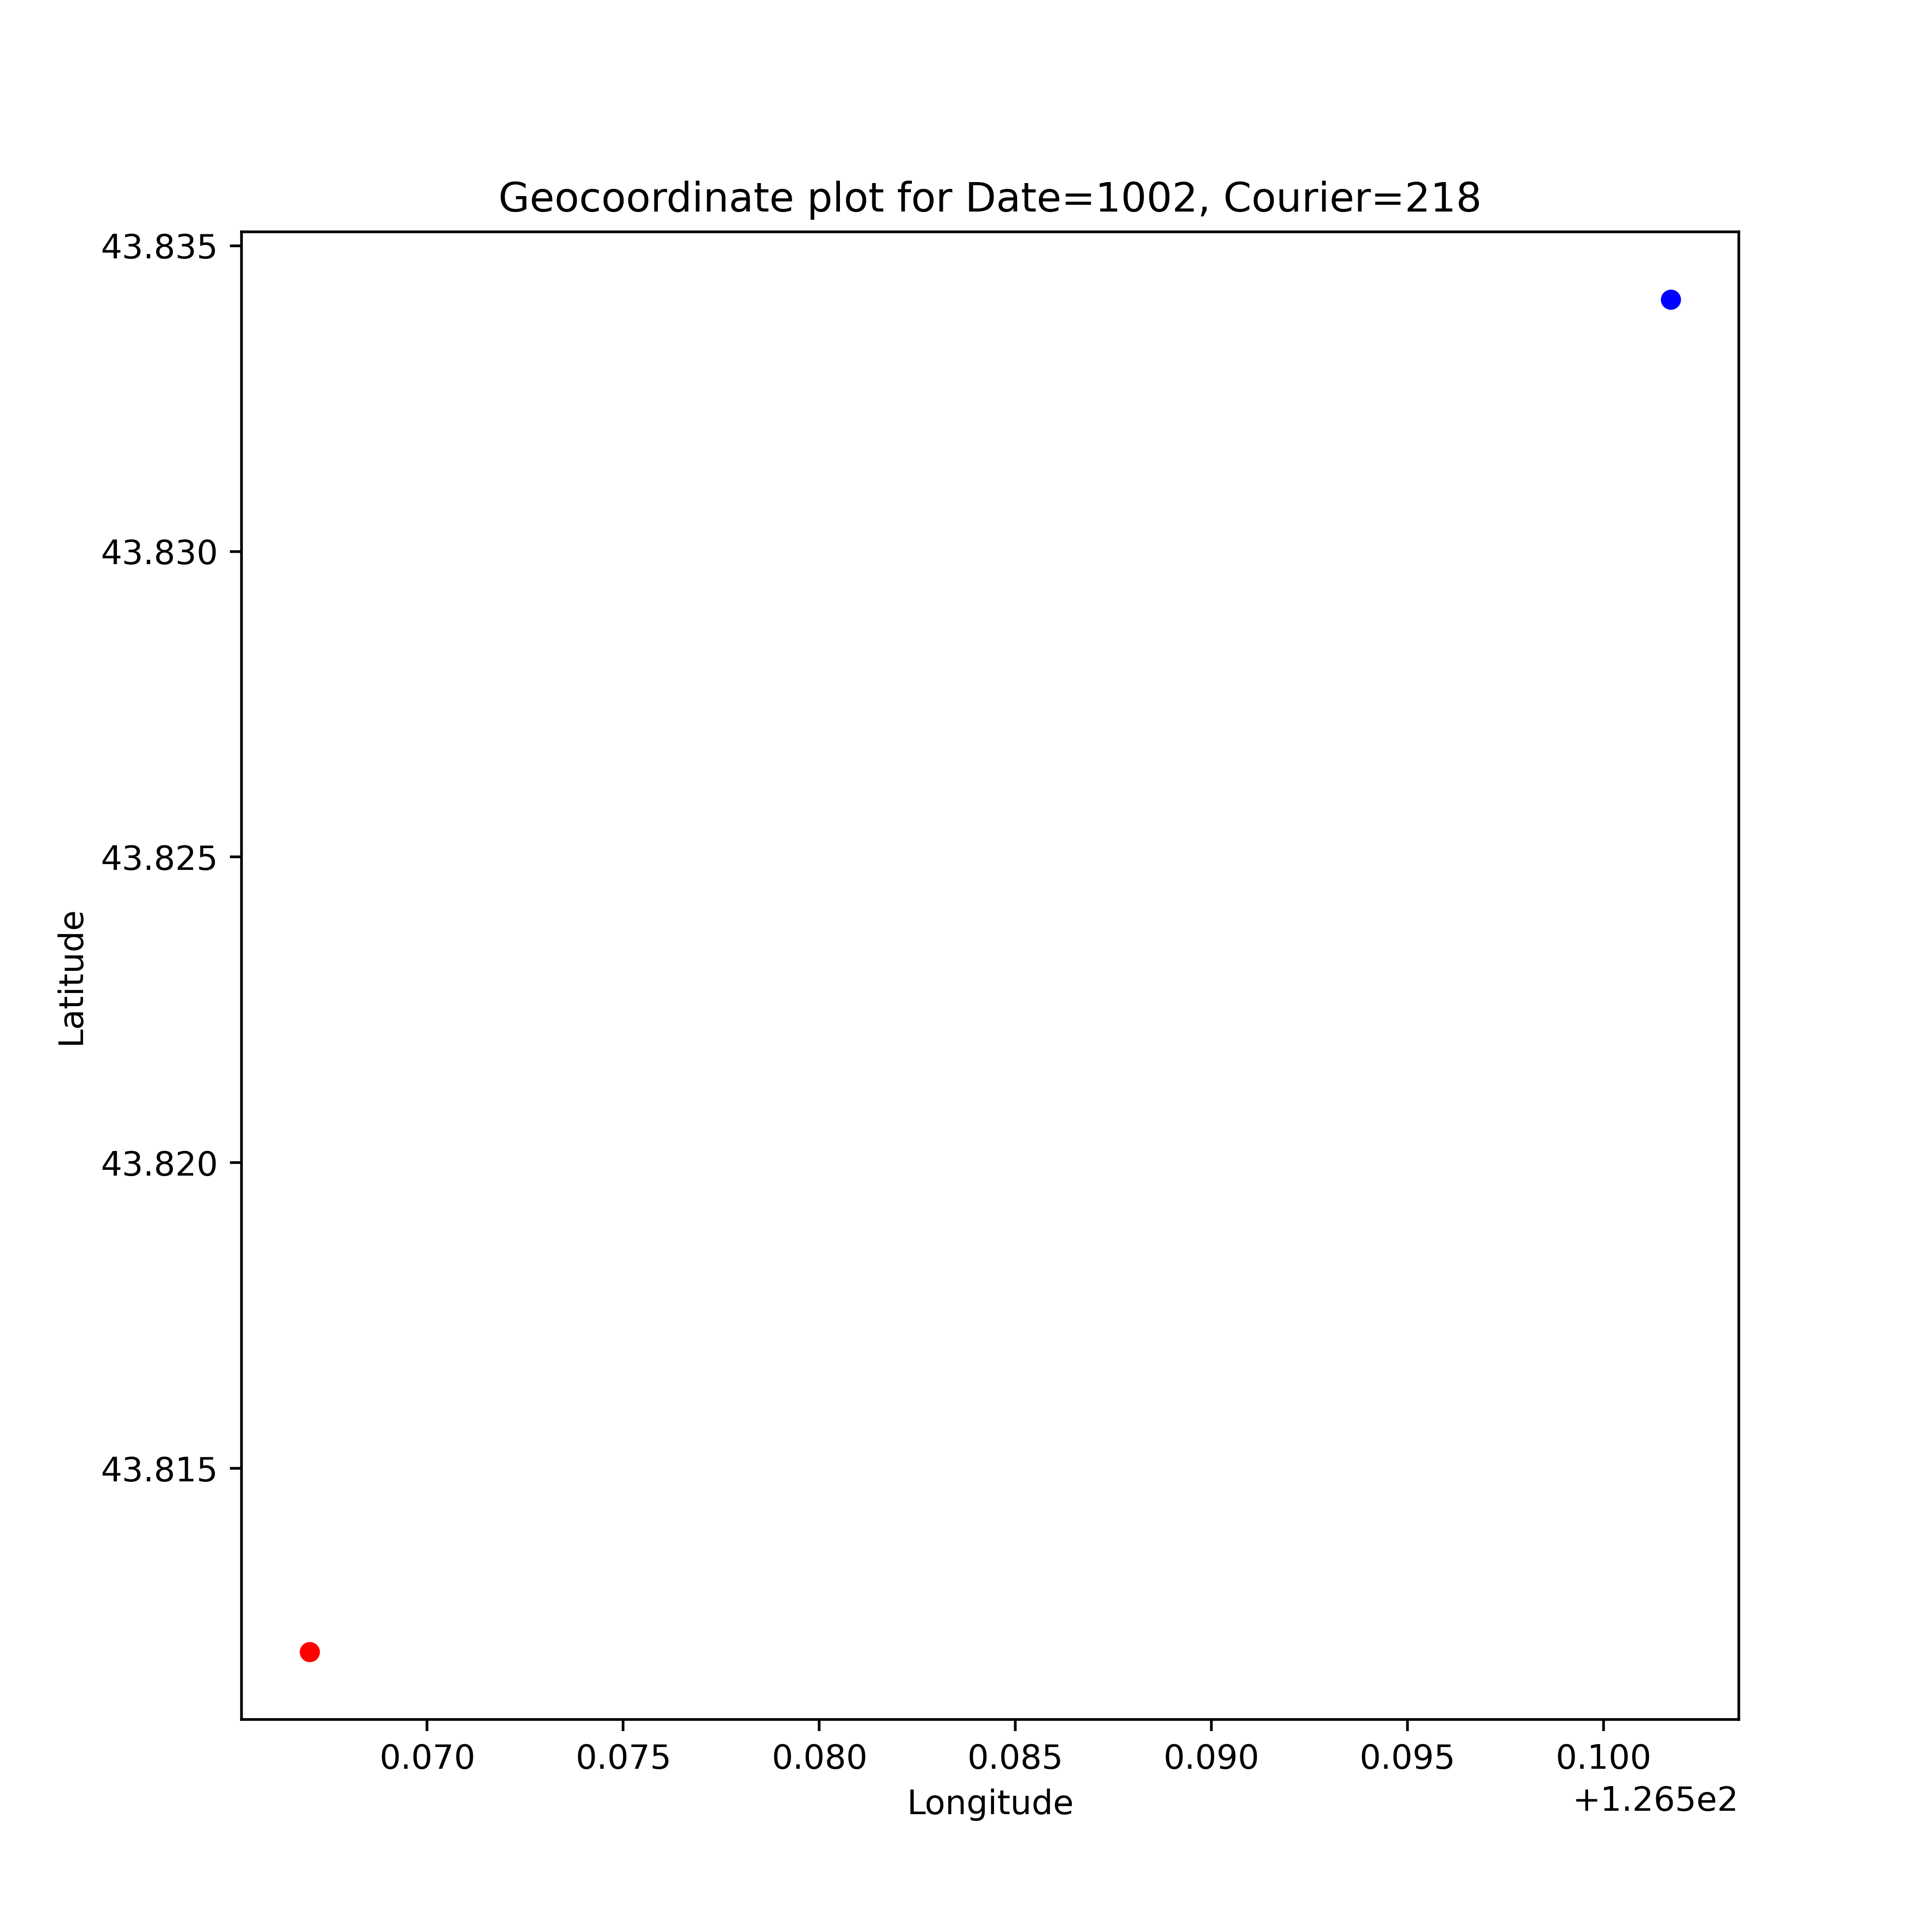 Geocoordinate plot for Date=1002, Courier=218
43.835
43.830
43.825
43.820
43.815
Latitude
0.070 0.075 0.080 0.085 0.090 0.095 0.100
+1.265e2
Longitude